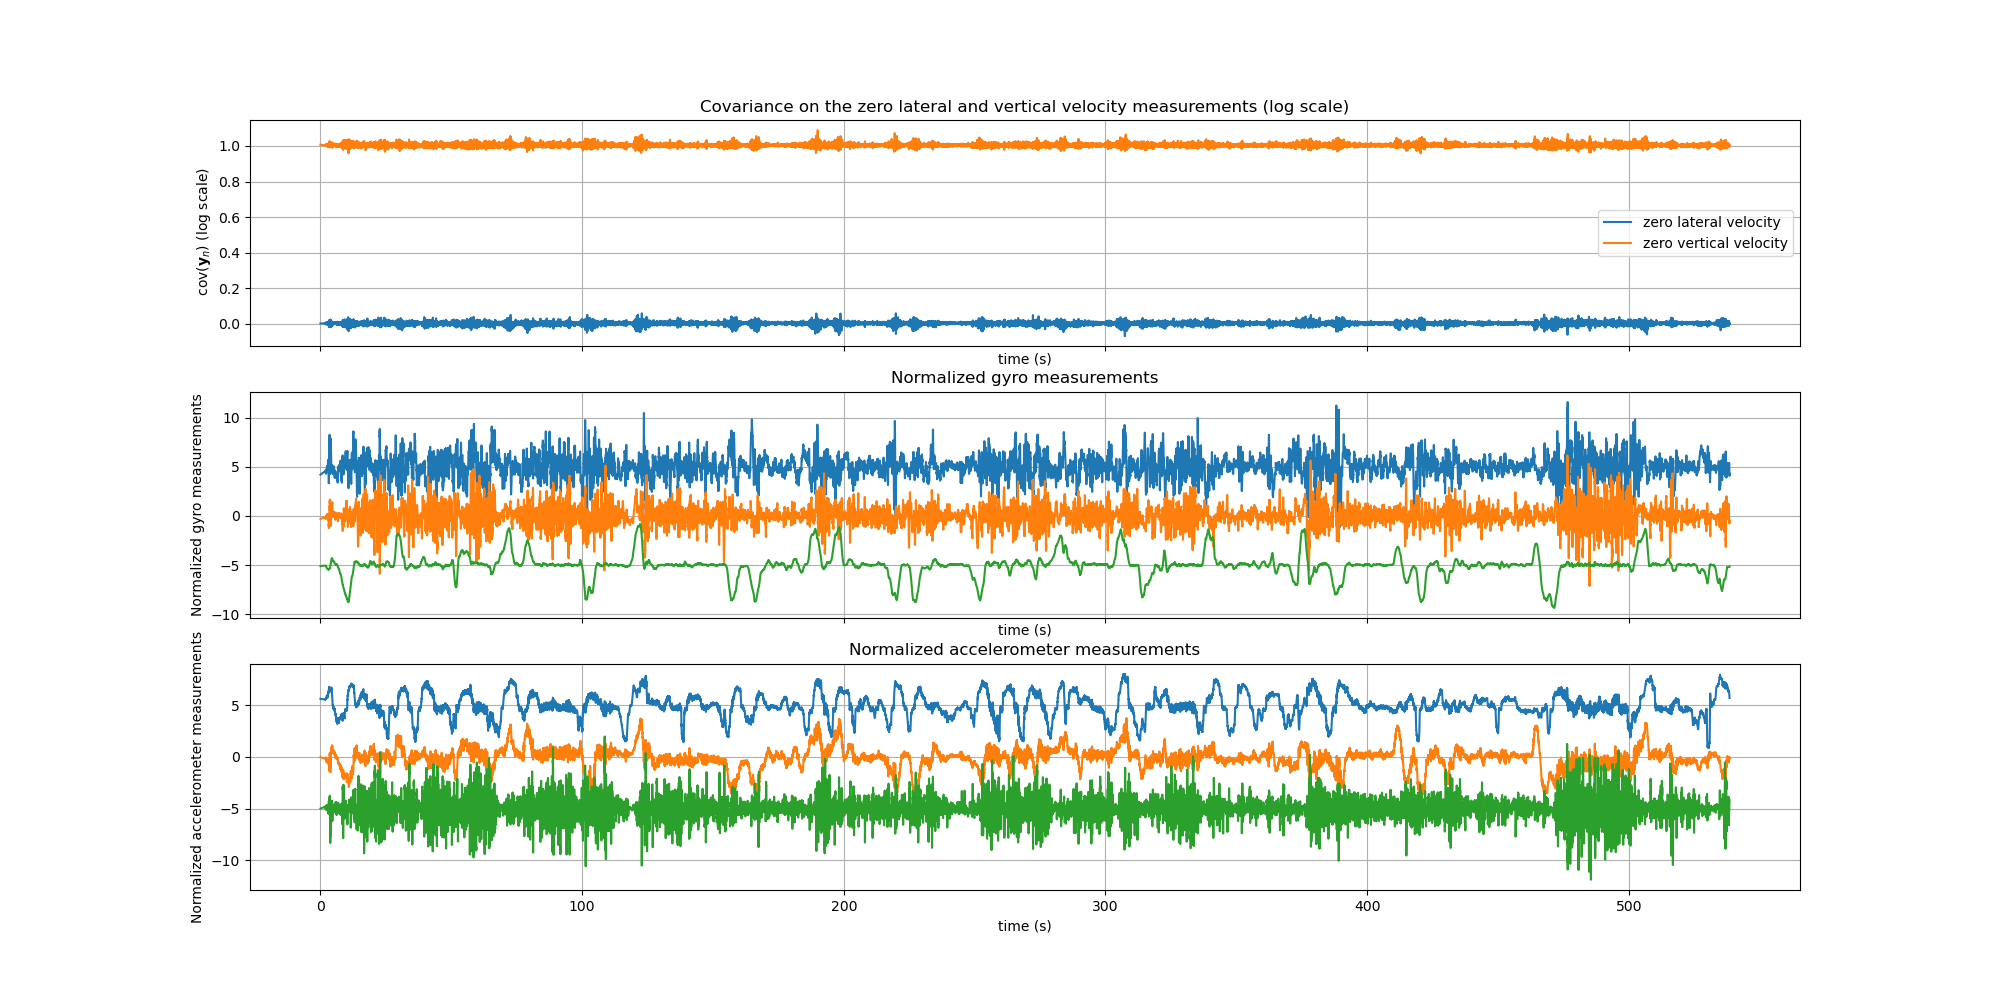 Covariance on the zero lateral and vertical velocity measurements (log scale)
cov(yₙ) (log scale)
1.0
0.8
0.6
0.4
0.2
0.0
zero lateral velocity
zero vertical velocity
time (s)
Normalized gyro measurements
Normalized gyro measurements
10
5
0
−5
−10
time (s)
Normalized accelerometer measurements
Normalized accelerometer measurements
5
0
−5
−10
0 100 200 300 400 500
time (s)